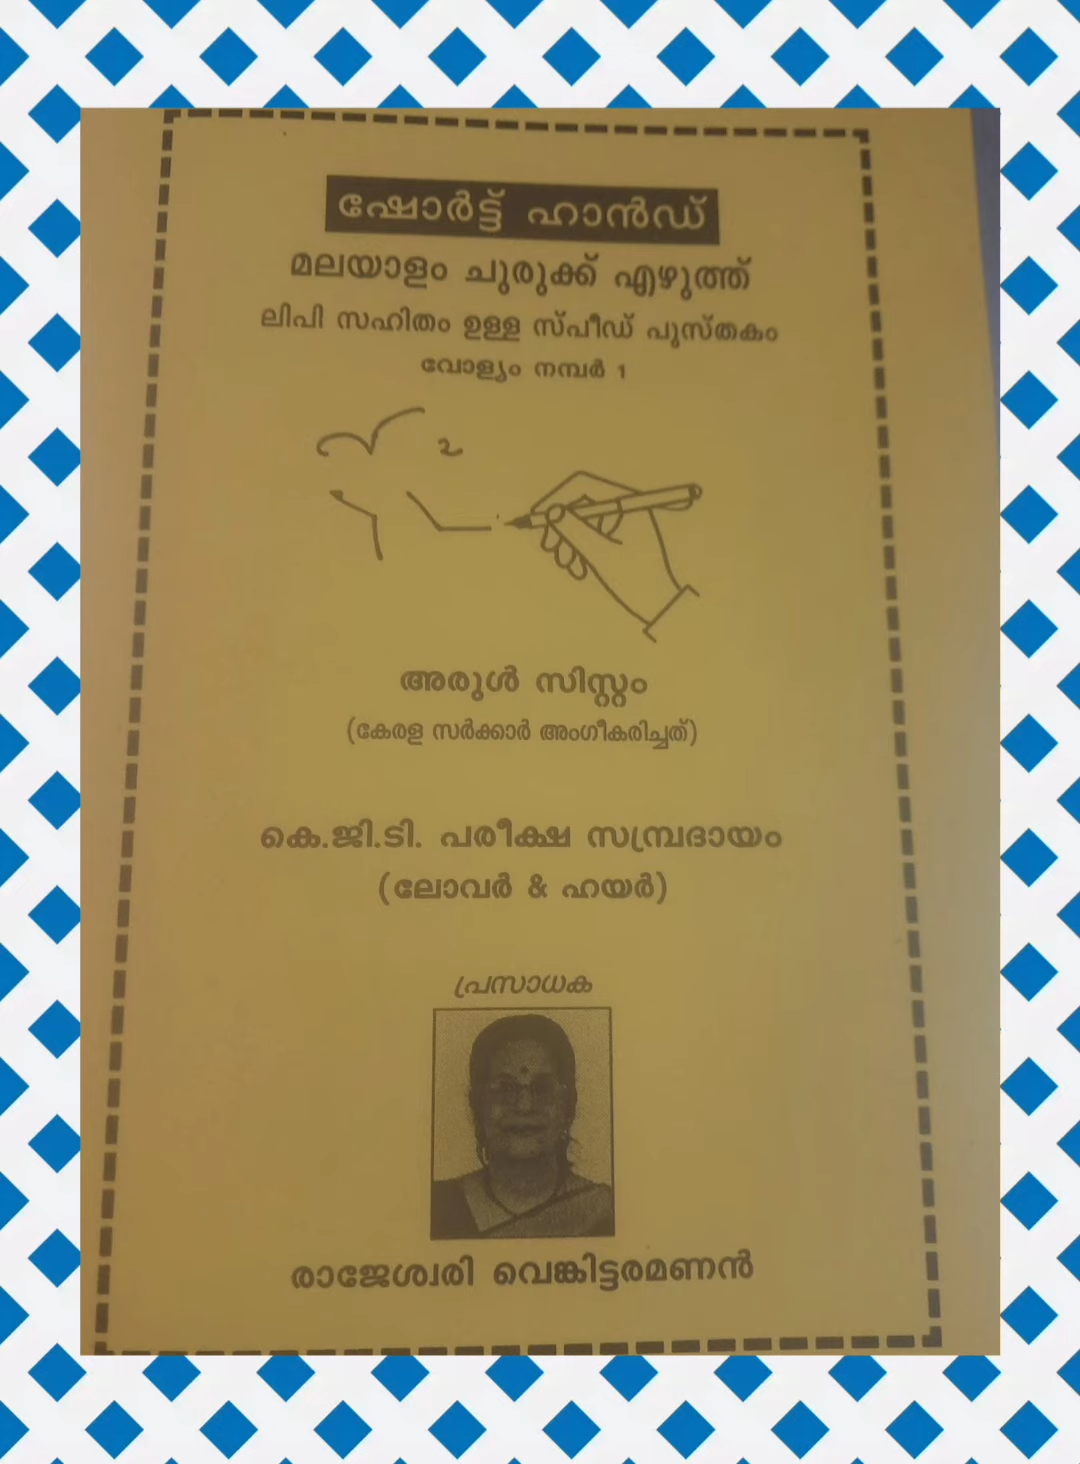 ഷോർട്ട് ഹാൻഡ്
മലയാളം ചുരുക്ക് എഴുത്ത്
ലിപി സഹിതം ഉള്ള സ്പീഡ് പുസ്തകം
വോള്യം നമ്പർ 1
അരുൾ സിസ്റ്റം
(കേരള സർക്കാർ അംഗീകരിച്ചത്)
കെ.ജി.ടി. പരീക്ഷ സമ്പ്രദായം
(ലോവർ & ഹയർ)
പ്രസാധക
രാജേശ്വരി വെങ്കിട്ടരമണൻ